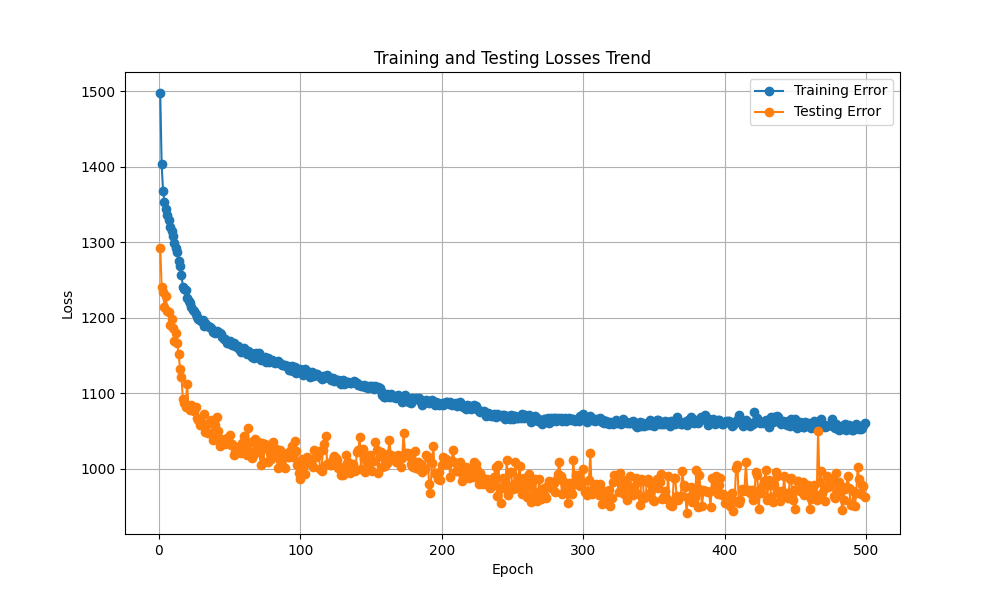 Training and Testing Losses Trend
Training Error
Testing Error
1500
1400
1300
1200
1100
1000
Loss
0 100 200 300 400 500
Epoch